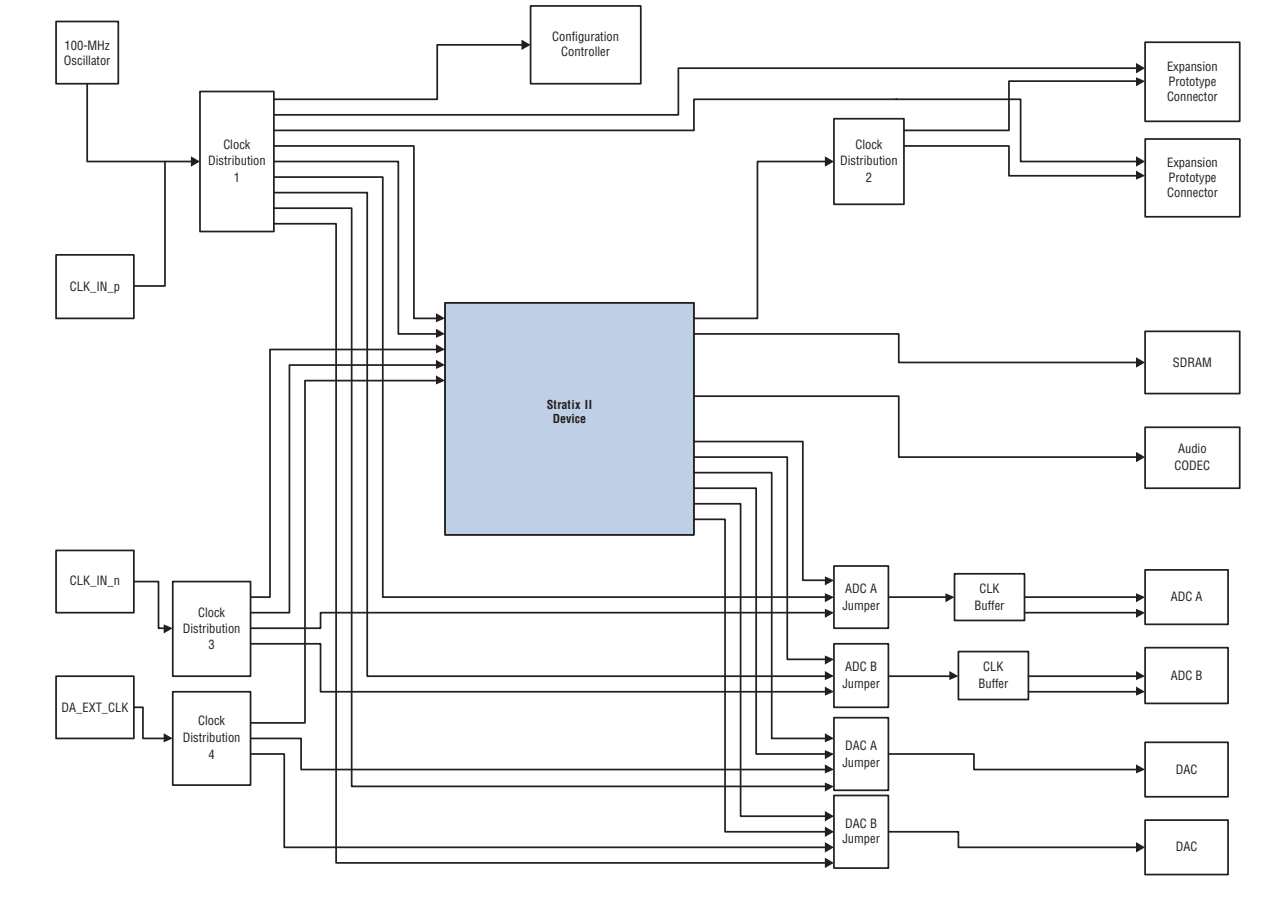 100-MHz
Oscillator
Configuration
Controller
Expansion
Prototype
Connector
Clock
Distribution
1
Clock
Distribution
2
Expansion
Prototype
Connector
CLK_IN_p
SDRAM
Stratix II
Device
Audio
CODEC
CLK_IN_n
Clock
Distribution
3
ADC A
Jumper
CLK
Buffer
ADC A
ADC B
Jumper
CLK
Buffer
ADC B
DA_EXT_CLK
Clock
Distribution
4
DAC A
Jumper
DAC
DAC B
Jumper
DAC